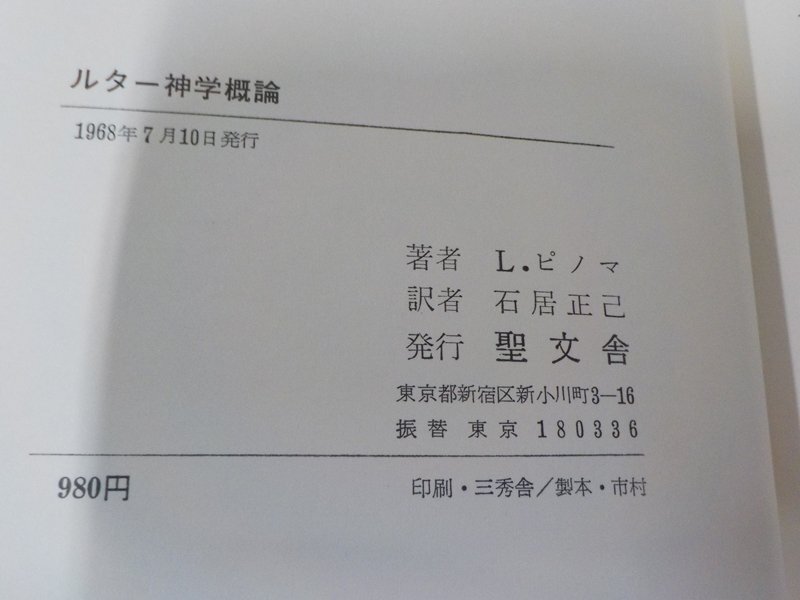 ルター神学概論
1968年7月10日発行
著者 L.ピノマ
訳者 石居正己
発行 聖文舎
東京都新宿区新小川町3―16
振替 東京 180336
980円
印刷・三秀舎/製本・市村